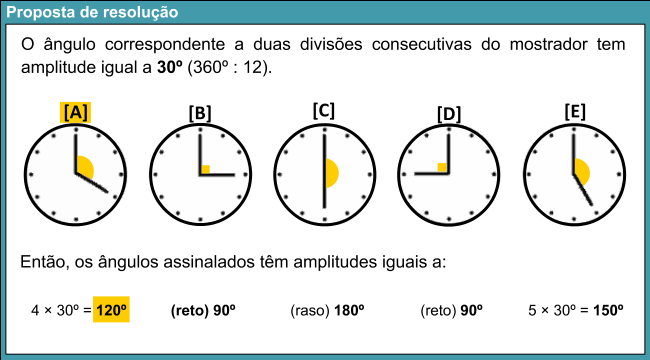 Proposta de resolução
O ângulo correspondente a duas divisões consecutivas do mostrador tem
amplitude igual a 30º (360º : 12).
[A] [B] [C] [D] [E]
Então, os ângulos assinalados têm amplitudes iguais a:
4 × 30º = 120º (reto) 90º (raso) 180º (reto) 90º 5 × 30º = 150º